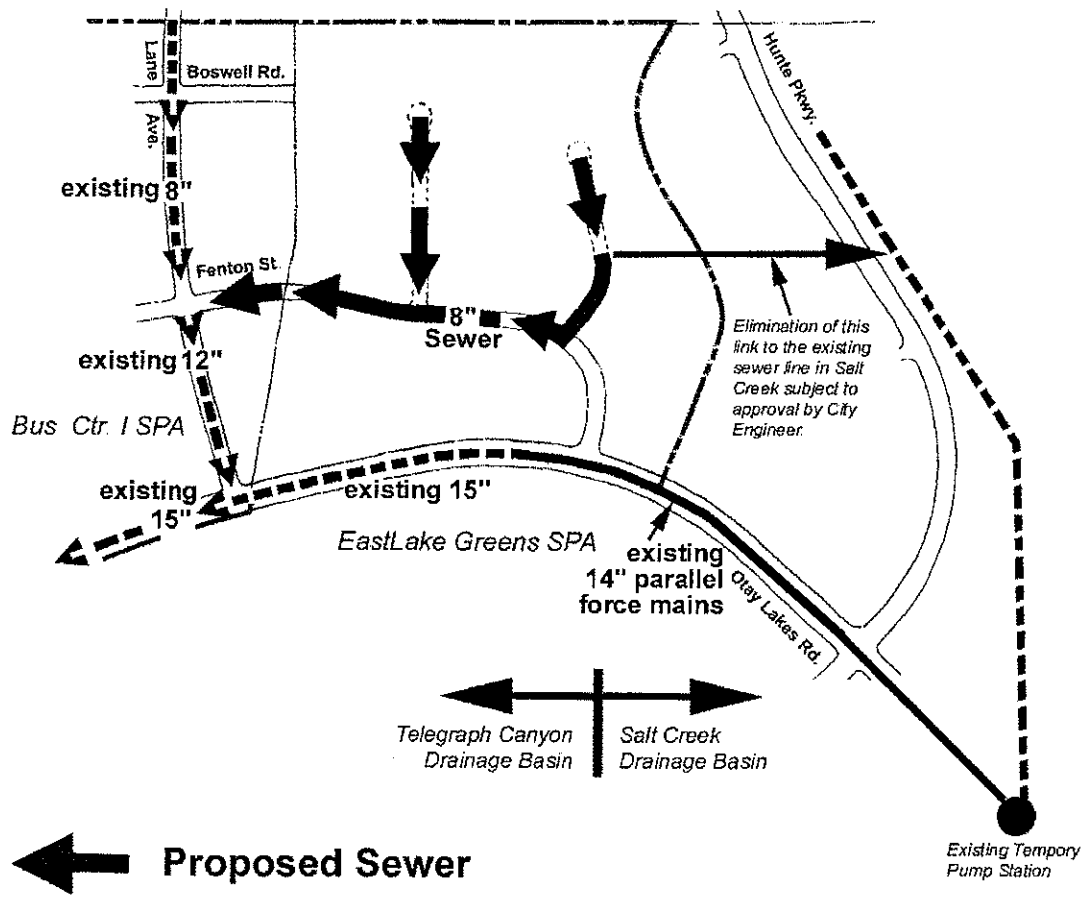 Lane
Ave.
Boswell Rd.
Hunte Pkwy.
existing 8"
Fenton St.
8"
Sewer
Elimination of this
link to the existing
sewer line in Salt
Creek subject to
approval by City
Engineer.
existing 12"
Bus Ctr. I SPA
existing
15"
existing 15"
EastLake Greens SPA
existing
14" parallel
force mains
Otay Lakes Rd.
Telegraph Canyon
Drainage Basin
Salt Creek
Drainage Basin
Existing Tempory
Pump Station
Proposed Sewer